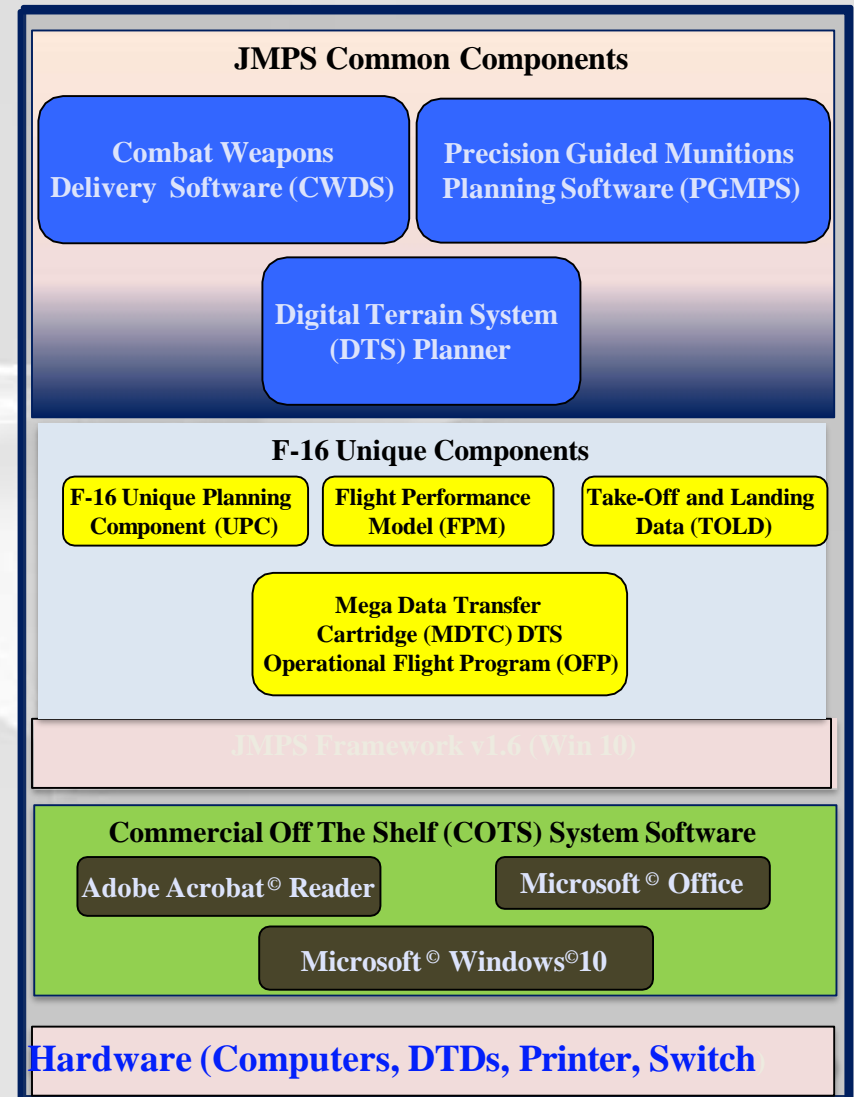 JMPS Common Components
Combat Weapons
Delivery Software (CWDS)
Precision Guided Munitions
Planning Software (PGMPS)
Digital Terrain System
(DTS) Planner
F-16 Unique Components
F-16 Unique Planning
Component (UPC)
Flight Performance
Model (FPM)
Take-Off and Landing
Data (TOLD)
Mega Data Transfer
Cartridge (MDTC) DTS
Operational Flight Program (OFP)
JMPS Framework v1.6 (Win 10)
Commercial Off The Shelf (COTS) System Software
Adobe Acrobat© Reader
Microsoft © Office
Microsoft © Windows©10
Hardware (Computers, DTDs, Printer, Switch)